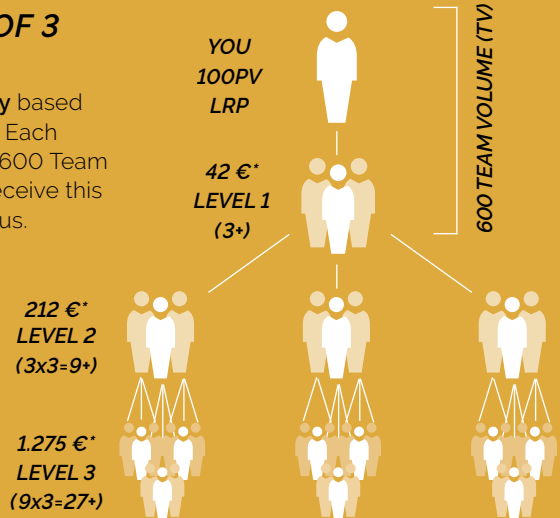 OF 3
y based
Each
600 Team
eceive this
us.
YOU
100PV
LRP
600 TEAM VOLUME (TV)
42 €*
LEVEL 1
(3+)
212 €*
LEVEL 2
(3x3=9+)
1.275 €*
LEVEL 3
(9x3=27+)